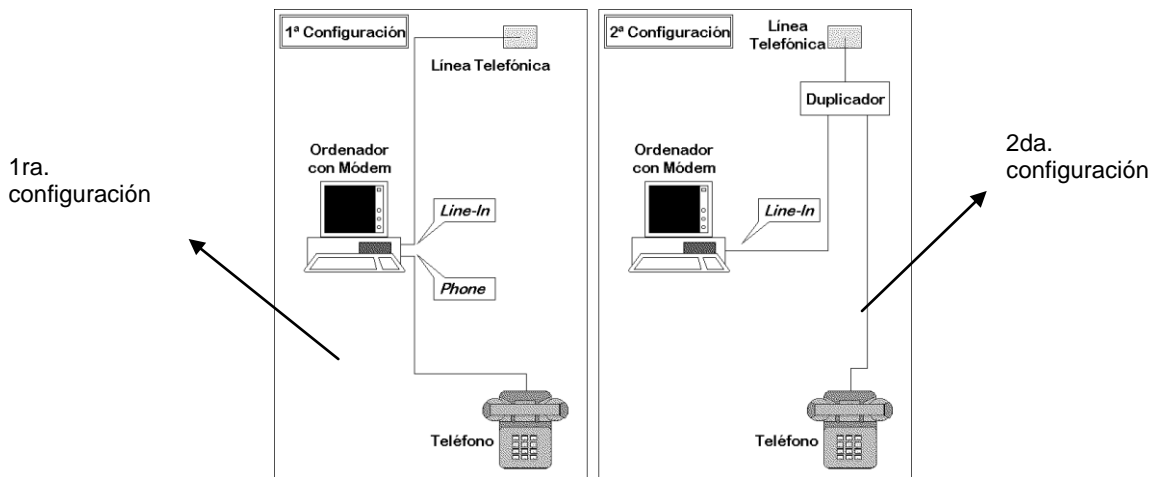 1ra.
configuración
1ª Configuración
Línea Telefónica
Ordenador
con Módem
Line-In
Phone
Teléfono
2ª Configuración
Línea
Telefónica
Duplicador
Ordenador
con Módem
Line-In
Teléfono
2da.
configuración